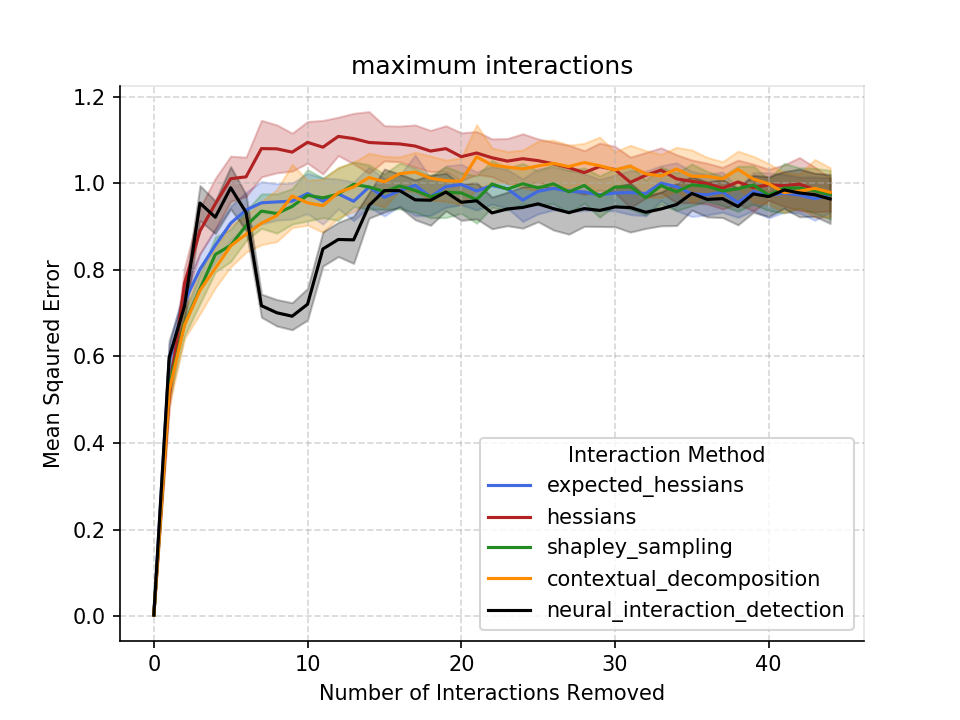 maximum interactions
1.2
1.0
0.8
0.6
0.4
0.2
0.0
Mean Sqaured Error
0
10
20
30
40
Number of Interactions Removed
Interaction Method
expected_hessians
hessians
shapley_sampling
contextual_decomposition
neural_interaction_detection